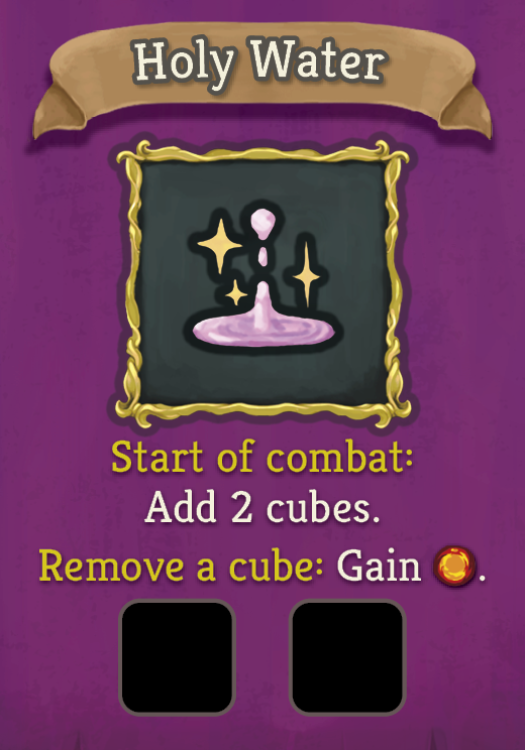 Holy Water
Start of combat:
Add 2 cubes.
Remove a cube: Gain .